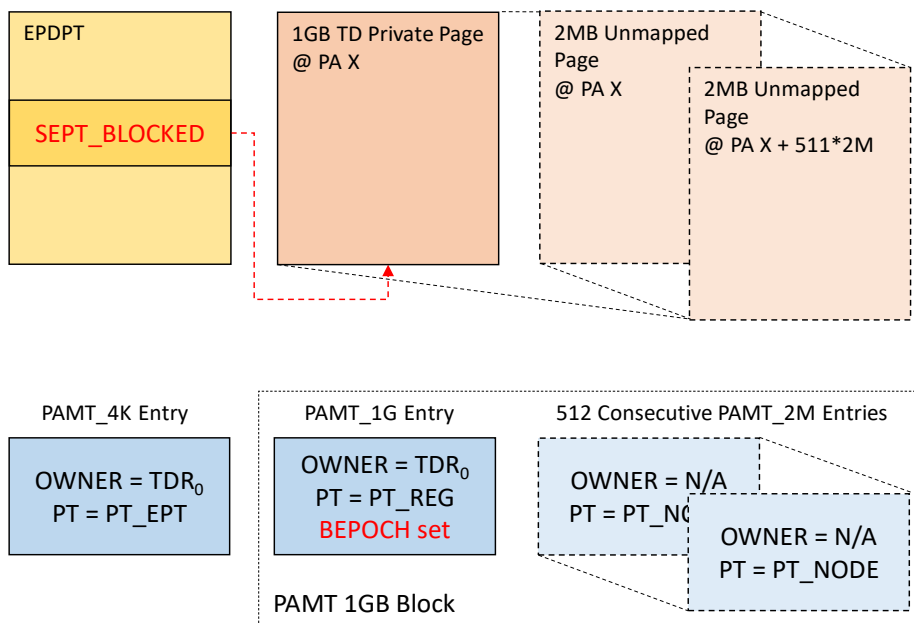 EPDPT
SEPT_BLOCKED
1GB TD Private Page
@ PA X
2MB Unmapped
Page
@ PA X
2MB Unmapped
Page
@ PA X + 511*2M
PAMT_4K Entry
OWNER = TDR₀
PT = PT_EPT
PAMT_1G Entry
OWNER = TDR₀
PT = PT_REG
BEPOCH set
512 Consecutive PAMT_2M Entries
OWNER = N/A
PT =
OWNER = N/A
PT = PT_NODE
PAMT 1GB Block